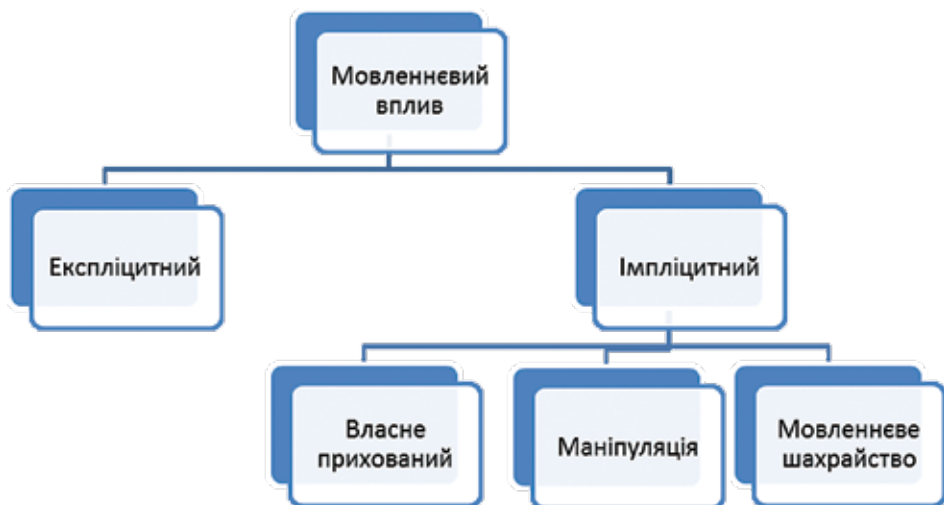 Мовленнєвий
вплив
Експліцитний
Імпліцитний
Власне
прихований
Маніпуляція
Мовленнєве
шахрайство